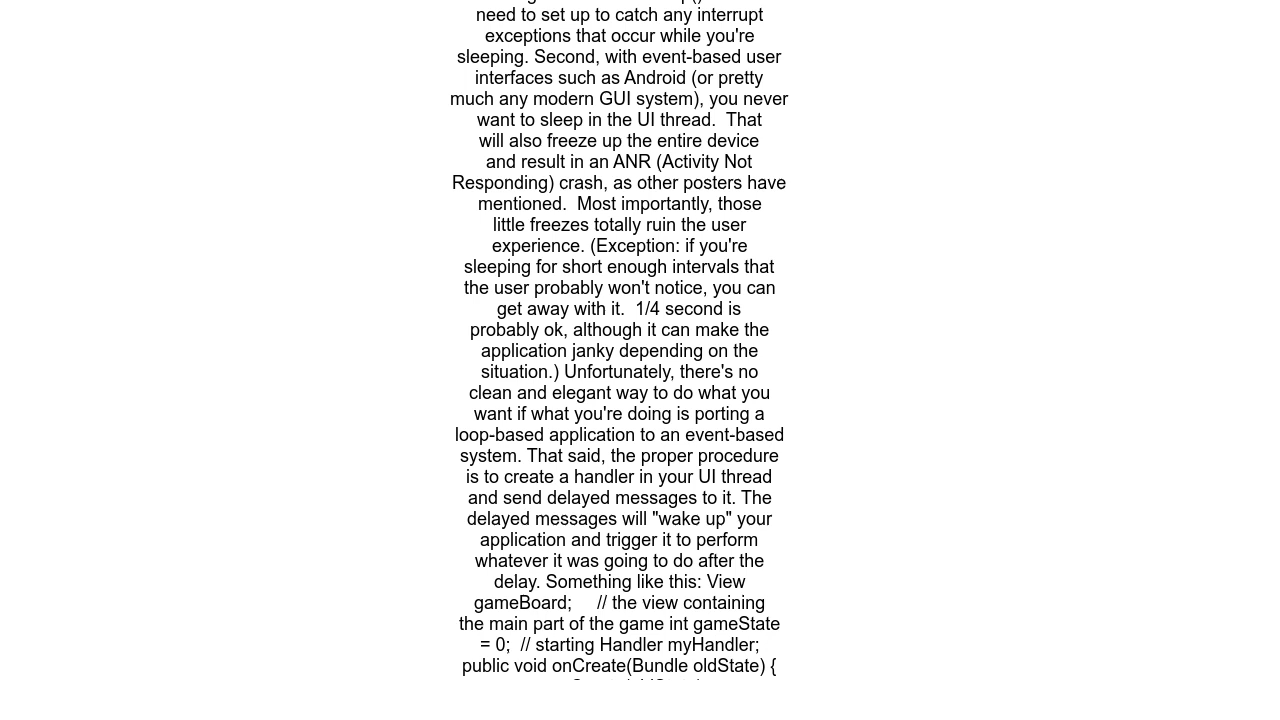 need to set up to catch any interrupt
exceptions that occur while you're
sleeping. Second, with event-based user
interfaces such as Android (or pretty
much any modern GUI system), you never
want to sleep in the UI thread.  That
will also freeze up the entire device
and result in an ANR (Activity Not
Responding) crash, as other posters have
mentioned.  Most importantly, those
little freezes totally ruin the user
experience. (Exception: if you're
sleeping for short enough intervals that
the user probably won't notice, you can
get away with it.  1/4 second is
probably ok, although it can make the
application janky depending on the
situation.) Unfortunately, there's no
clean and elegant way to do what you
want if what you're doing is porting a
loop-based application to an event-based
system. That said, the proper procedure
is to create a handler in your UI thread
and send delayed messages to it. The
delayed messages will "wake up" your
application and trigger it to perform
whatever it was going to do after the
delay. Something like this: View
gameBoard;     // the view containing
the main part of the game int gameState
= 0;  // starting Handler myHandler;
public void onCreate(Bundle oldState) {